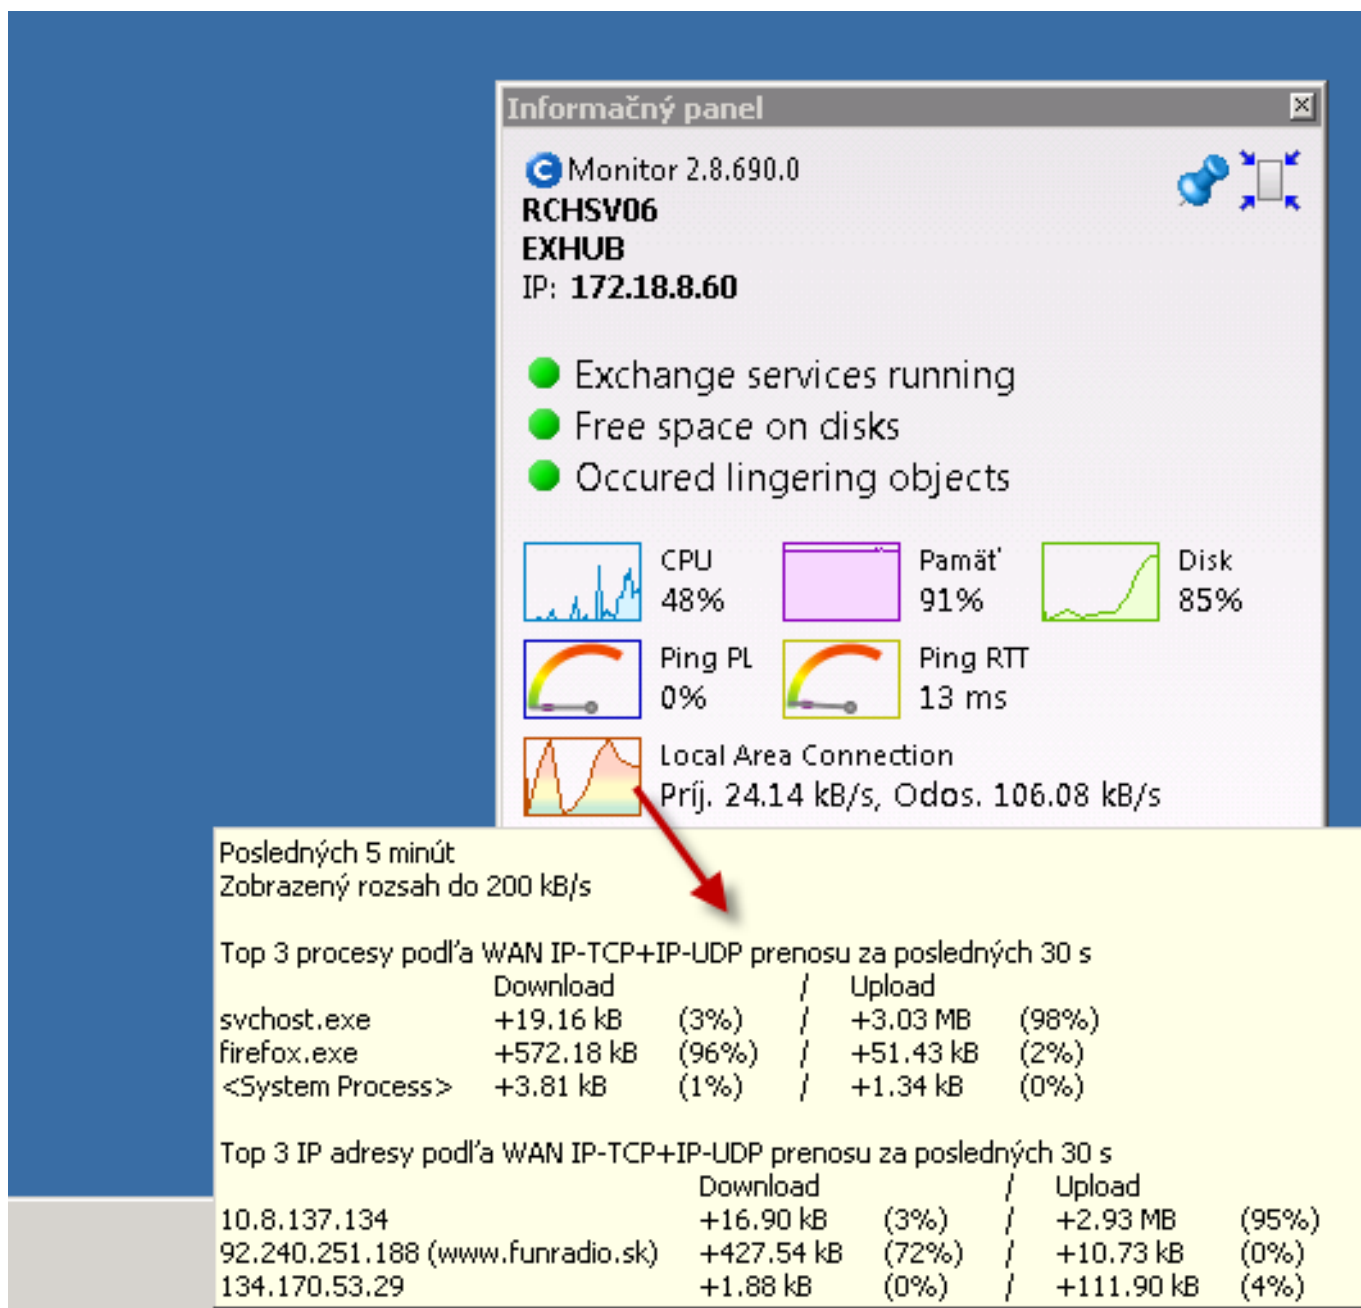 Informačný panel
Monitor 2.8.690.0
RCHSV06
EXHUB
IP: 172.18.8.60
Exchange services running
Free space on disks
Occured lingering objects
CPU
48%
Pamäť
91%
Disk
85%
Ping PL
0%
Ping RTT
13 ms
Local Area Connection
Príj. 24.14 kB/s, Odos. 106.08 kB/s
Posledných 5 minút
Zobrazený rozsah do 200 kB/s
Top 3 procesy podľa WAN IP-TCP+IP-UDP prenosu za posledných 30 s
Download / Upload
svchost.exe +19.16 kB (3%) / +3.03 MB (98%)
firefox.exe +572.18 kB (96%) / +51.43 kB (2%)
<System Process> +3.81 kB (1%) / +1.34 kB (0%)
Top 3 IP adresy podľa WAN IP-TCP+IP-UDP prenosu za posledných 30 s
Download / Upload
10.8.137.134 +16.90 kB (3%) / +2.93 MB (95%)
92.240.251.188 (www.funradio.sk) +427.54 kB (72%) / +10.73 kB (0%)
134.170.53.29 +1.88 kB (0%) / +111.90 kB (4%)